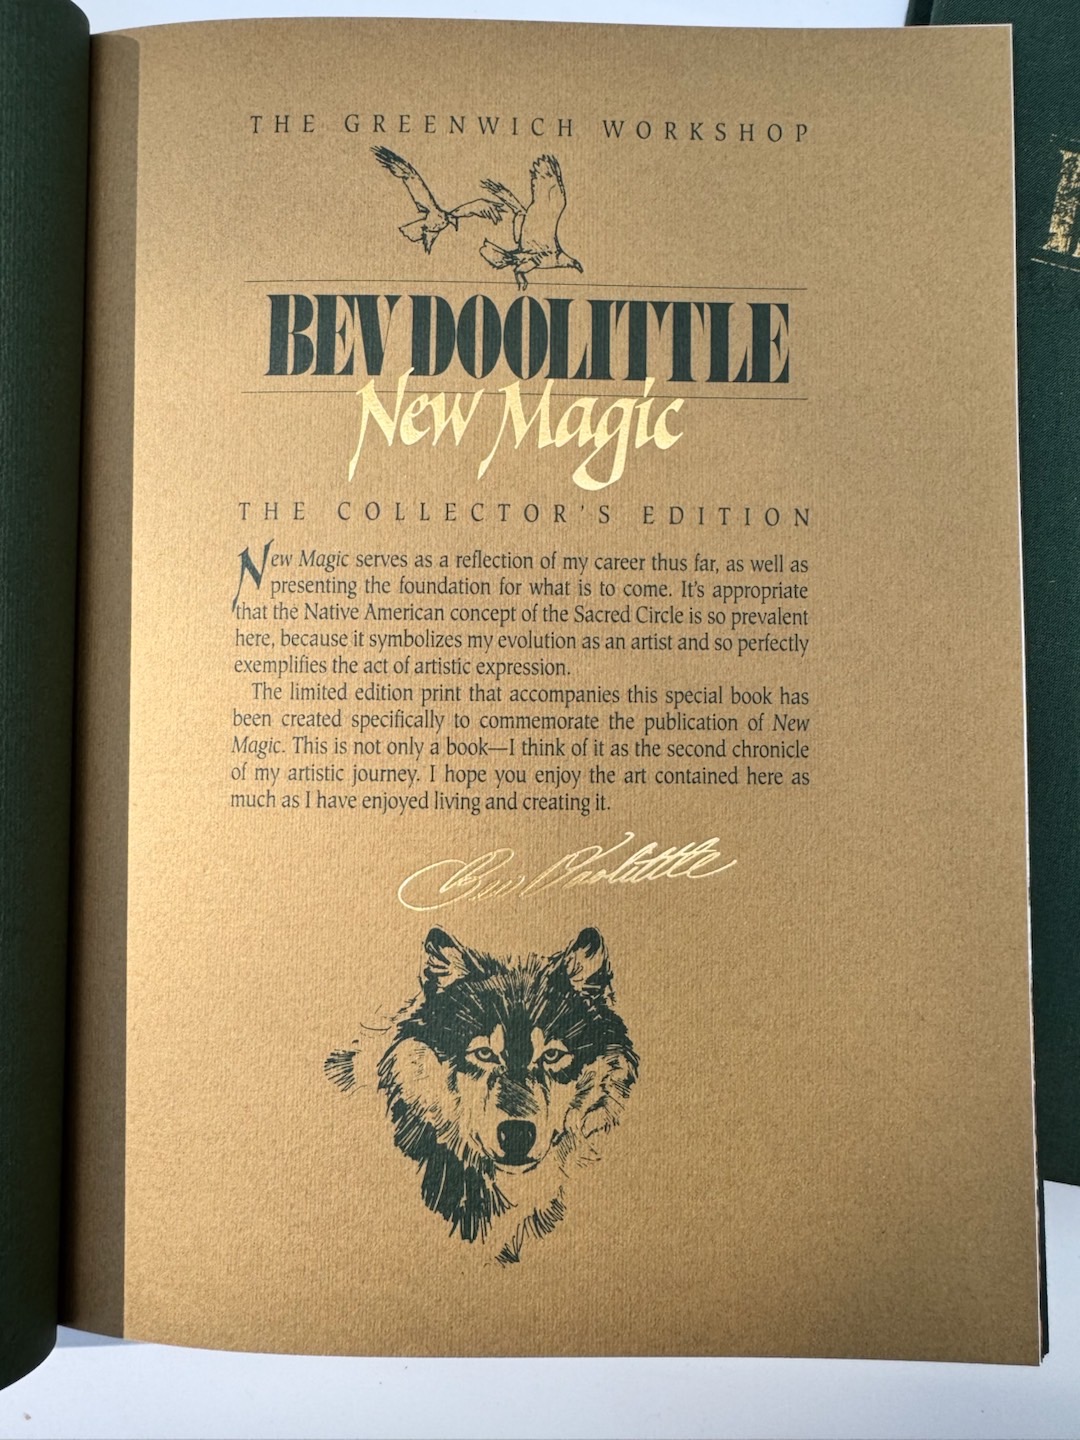 THE GREENWICH WORKSHOP
BEV DOOLITTLE
New Magic
THE COLLECTOR'S EDITION
New Magic serves as a reflection of my career thus far, as well as
presenting the foundation for what is to come. It's appropriate
that the Native American concept of the Sacred Circle is so prevalent
here, because it symbolizes my evolution as an artist and so perfectly
exemplifies the act of artistic expression.
The limited edition print that accompanies this special book has
been created specifically to commemorate the publication of New
Magic. This is not only a book—I think of it as the second chronicle
of my artistic journey. I hope you enjoy the art contained here as
much as I have enjoyed living and creating it.
Bev Doolittle